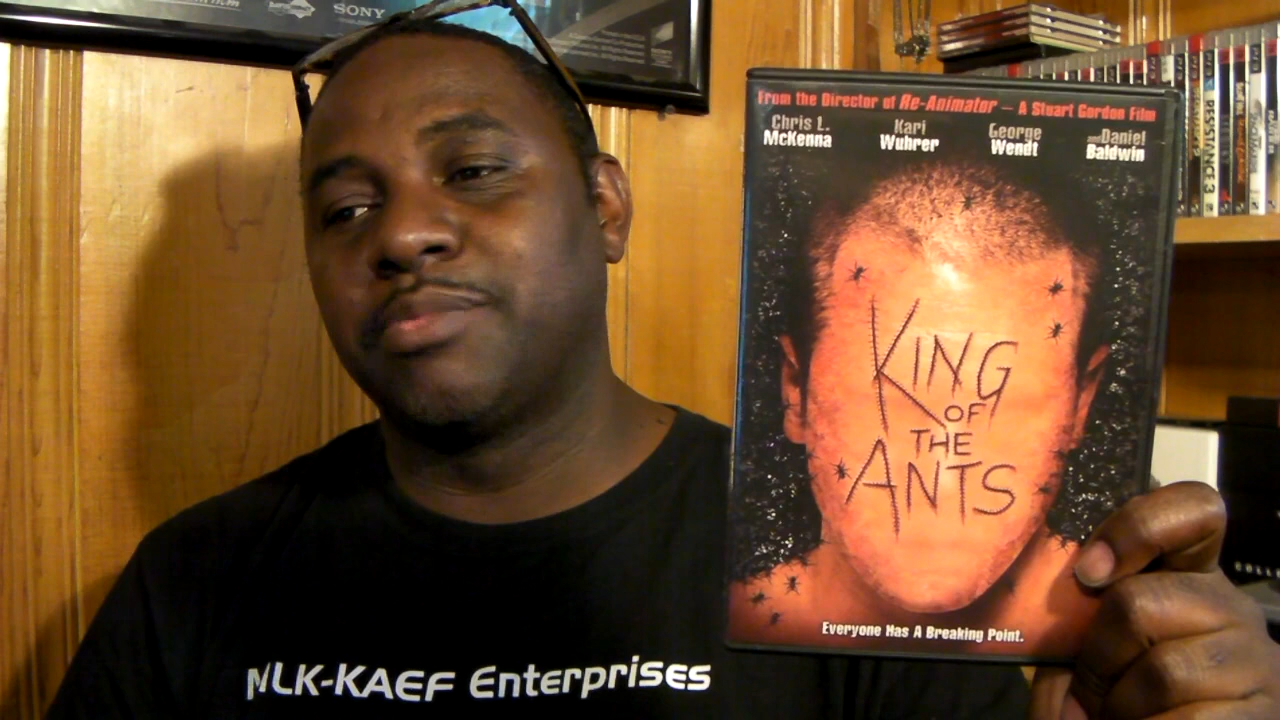 SONY
From the Director of Re-Animator – A Stuart Gordon Film
Chris L. McKenna
Kari Wuhrer
George Wendt
and Daniel Baldwin
KING
OF
THE
ANTS
Everyone Has A Breaking Point.
RESISTANCE 3
NLK-KAEF Enterprises